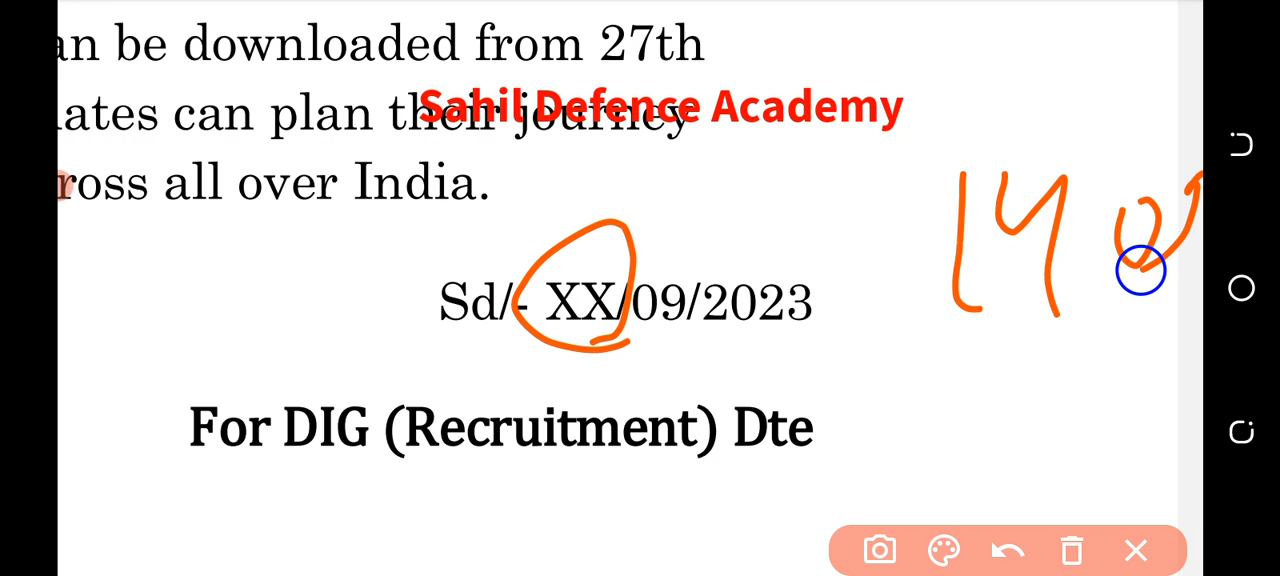 an be downloaded from 27th
Sahil Defence Academy
ates can plan their journey
ross all over India.
14
Sd/- XX/09/2023
For DIG (Recruitment) Dte